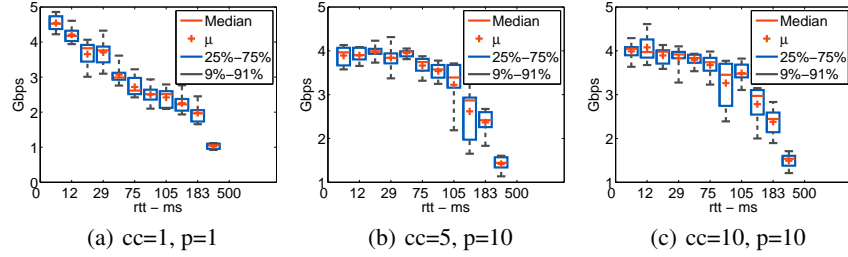 Gbps
5
4
3
2
1
0
0 12 29 75 105 183 500
rtt − ms
Median
μ
25%−75%
9%−91%
(a) cc=1, p=1
Gbps
5
4
3
2
1
0 12 29 75 105 183 500
rtt − ms
Median
μ
25%−75%
9%−91%
(b) cc=5, p=10
Gbps
5
4
3
2
1
0 12 29 75 105 183 500
rtt − ms
Median
μ
25%−75%
9%−91%
(c) cc=10, p=10